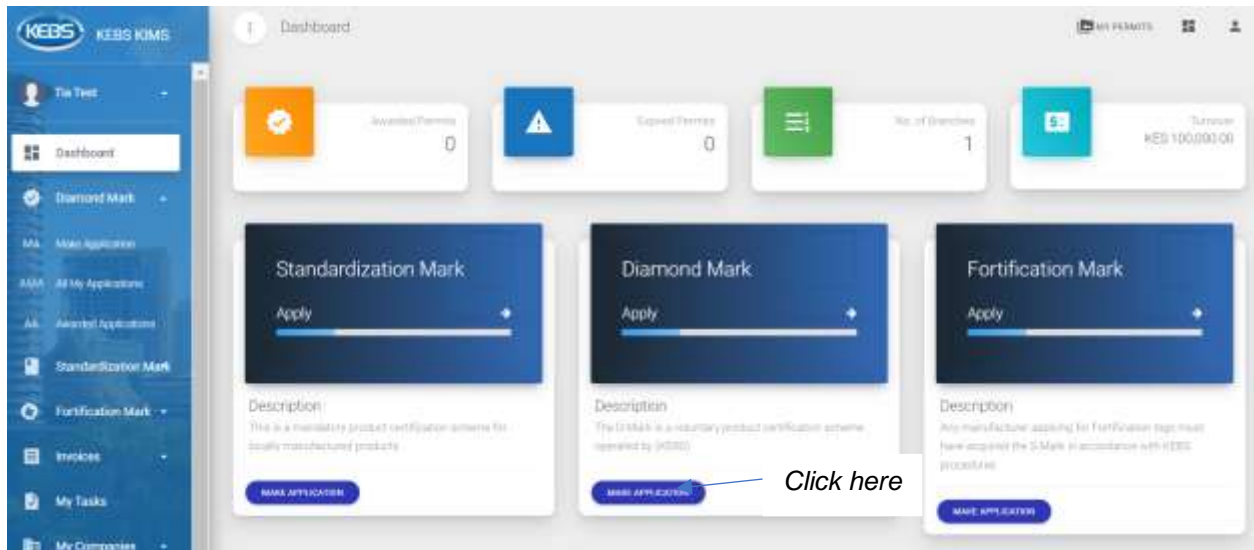 KEBS KEBS KIMS
Dashboard
MY PERMITS
Tia Test
Dashboard
Diamond Mark
MA Make Application
AMA All My Applications
AA Awarded Applications
Standardization Mark
Fortification Mark
Invoices
My Tasks
My Companies
Awarded Permits
0
Expired Permits
0
No. of Branches
1
Turnover
KES 100,000.00
Standardization Mark
Apply
Description
This is a mandatory product certification scheme for
locally manufactured products
MAKE APPLICATION
Diamond Mark
Apply
Description
The D-Mark is a voluntary product certification scheme
operated by (KEBS)
MAKE APPLICATION
Click here
Fortification Mark
Apply
Description
Any manufacturer applying for Fortification logo must
have acquired the S-Mark in accordance with KEBS
procedures
MAKE APPLICATION